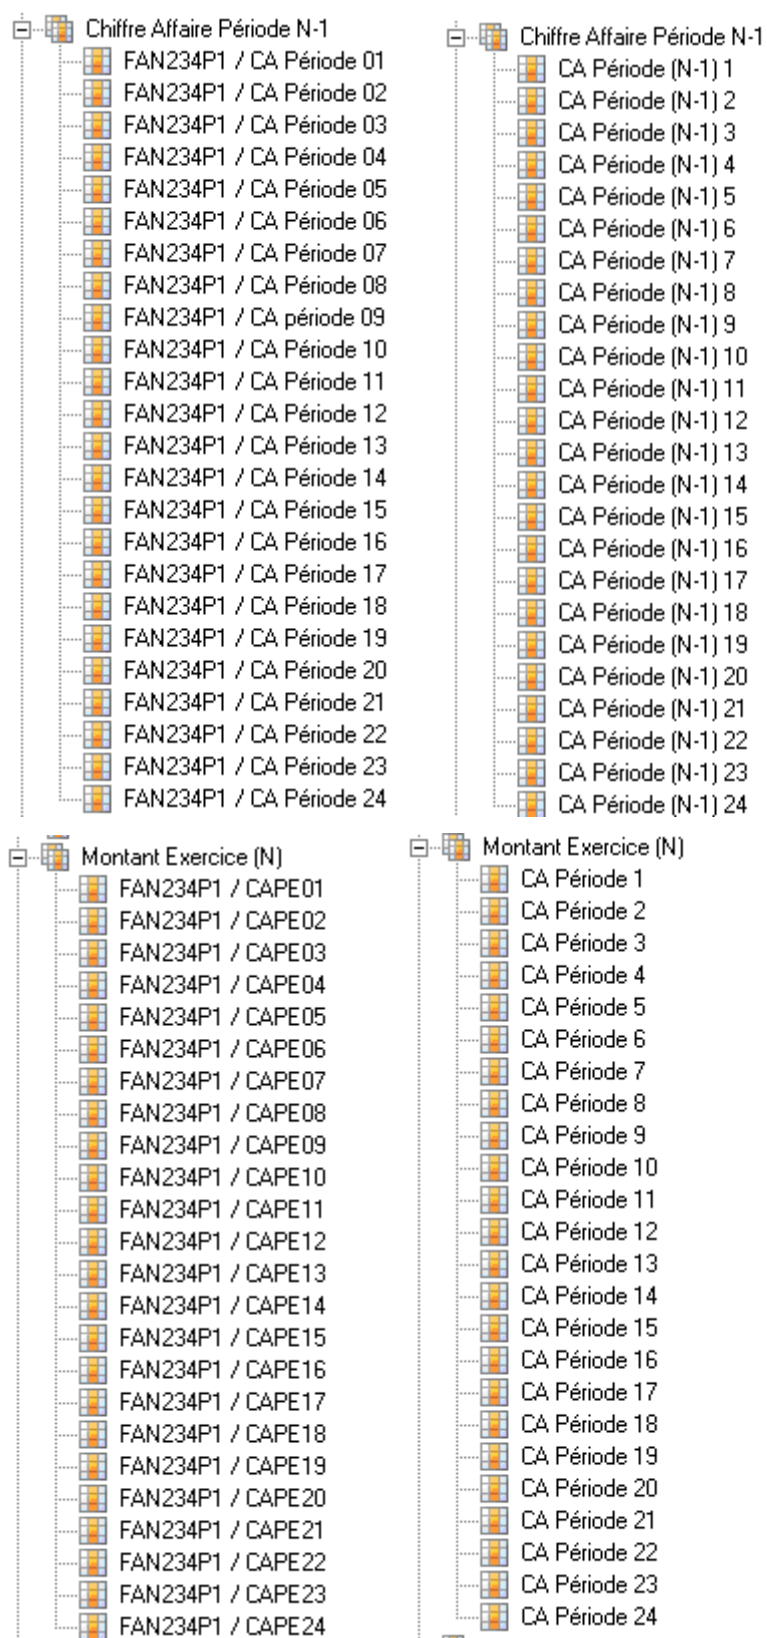 Chiffre Affaire Période N-1
FAN234P1 / CA Période 01
FAN234P1 / CA Période 02
FAN234P1 / CA Période 03
FAN234P1 / CA Période 04
FAN234P1 / CA Période 05
FAN234P1 / CA Période 06
FAN234P1 / CA Période 07
FAN234P1 / CA Période 08
FAN234P1 / CA période 09
FAN234P1 / CA Période 10
FAN234P1 / CA Période 11
FAN234P1 / CA Période 12
FAN234P1 / CA Période 13
FAN234P1 / CA Période 14
FAN234P1 / CA Période 15
FAN234P1 / CA Période 16
FAN234P1 / CA Période 17
FAN234P1 / CA Période 18
FAN234P1 / CA Période 19
FAN234P1 / CA Période 20
FAN234P1 / CA Période 21
FAN234P1 / CA Période 22
FAN234P1 / CA Période 23
FAN234P1 / CA Période 24
Chiffre Affaire Période N-1
CA Période (N-1) 1
CA Période (N-1) 2
CA Période (N-1) 3
CA Période (N-1) 4
CA Période (N-1) 5
CA Période (N-1) 6
CA Période (N-1) 7
CA Période (N-1) 8
CA Période (N-1) 9
CA Période (N-1) 10
CA Période (N-1) 11
CA Période (N-1) 12
CA Période (N-1) 13
CA Période (N-1) 14
CA Période (N-1) 15
CA Période (N-1) 16
CA Période (N-1) 17
CA Période (N-1) 18
CA Période (N-1) 19
CA Période (N-1) 20
CA Période (N-1) 21
CA Période (N-1) 22
CA Période (N-1) 23
CA Période (N-1) 24
Montant Exercice (N)
FAN234P1 / CAPE01
FAN234P1 / CAPE02
FAN234P1 / CAPE03
FAN234P1 / CAPE04
FAN234P1 / CAPE05
FAN234P1 / CAPE06
FAN234P1 / CAPE07
FAN234P1 / CAPE08
FAN234P1 / CAPE09
FAN234P1 / CAPE10
FAN234P1 / CAPE11
FAN234P1 / CAPE12
FAN234P1 / CAPE13
FAN234P1 / CAPE14
FAN234P1 / CAPE15
FAN234P1 / CAPE16
FAN234P1 / CAPE17
FAN234P1 / CAPE18
FAN234P1 / CAPE19
FAN234P1 / CAPE20
FAN234P1 / CAPE21
FAN234P1 / CAPE22
FAN234P1 / CAPE23
FAN234P1 / CAPE24
Montant Exercice (N)
CA Période 1
CA Période 2
CA Période 3
CA Période 4
CA Période 5
CA Période 6
CA Période 7
CA Période 8
CA Période 9
CA Période 10
CA Période 11
CA Période 12
CA Période 13
CA Période 14
CA Période 15
CA Période 16
CA Période 17
CA Période 18
CA Période 19
CA Période 20
CA Période 21
CA Période 22
CA Période 23
CA Période 24